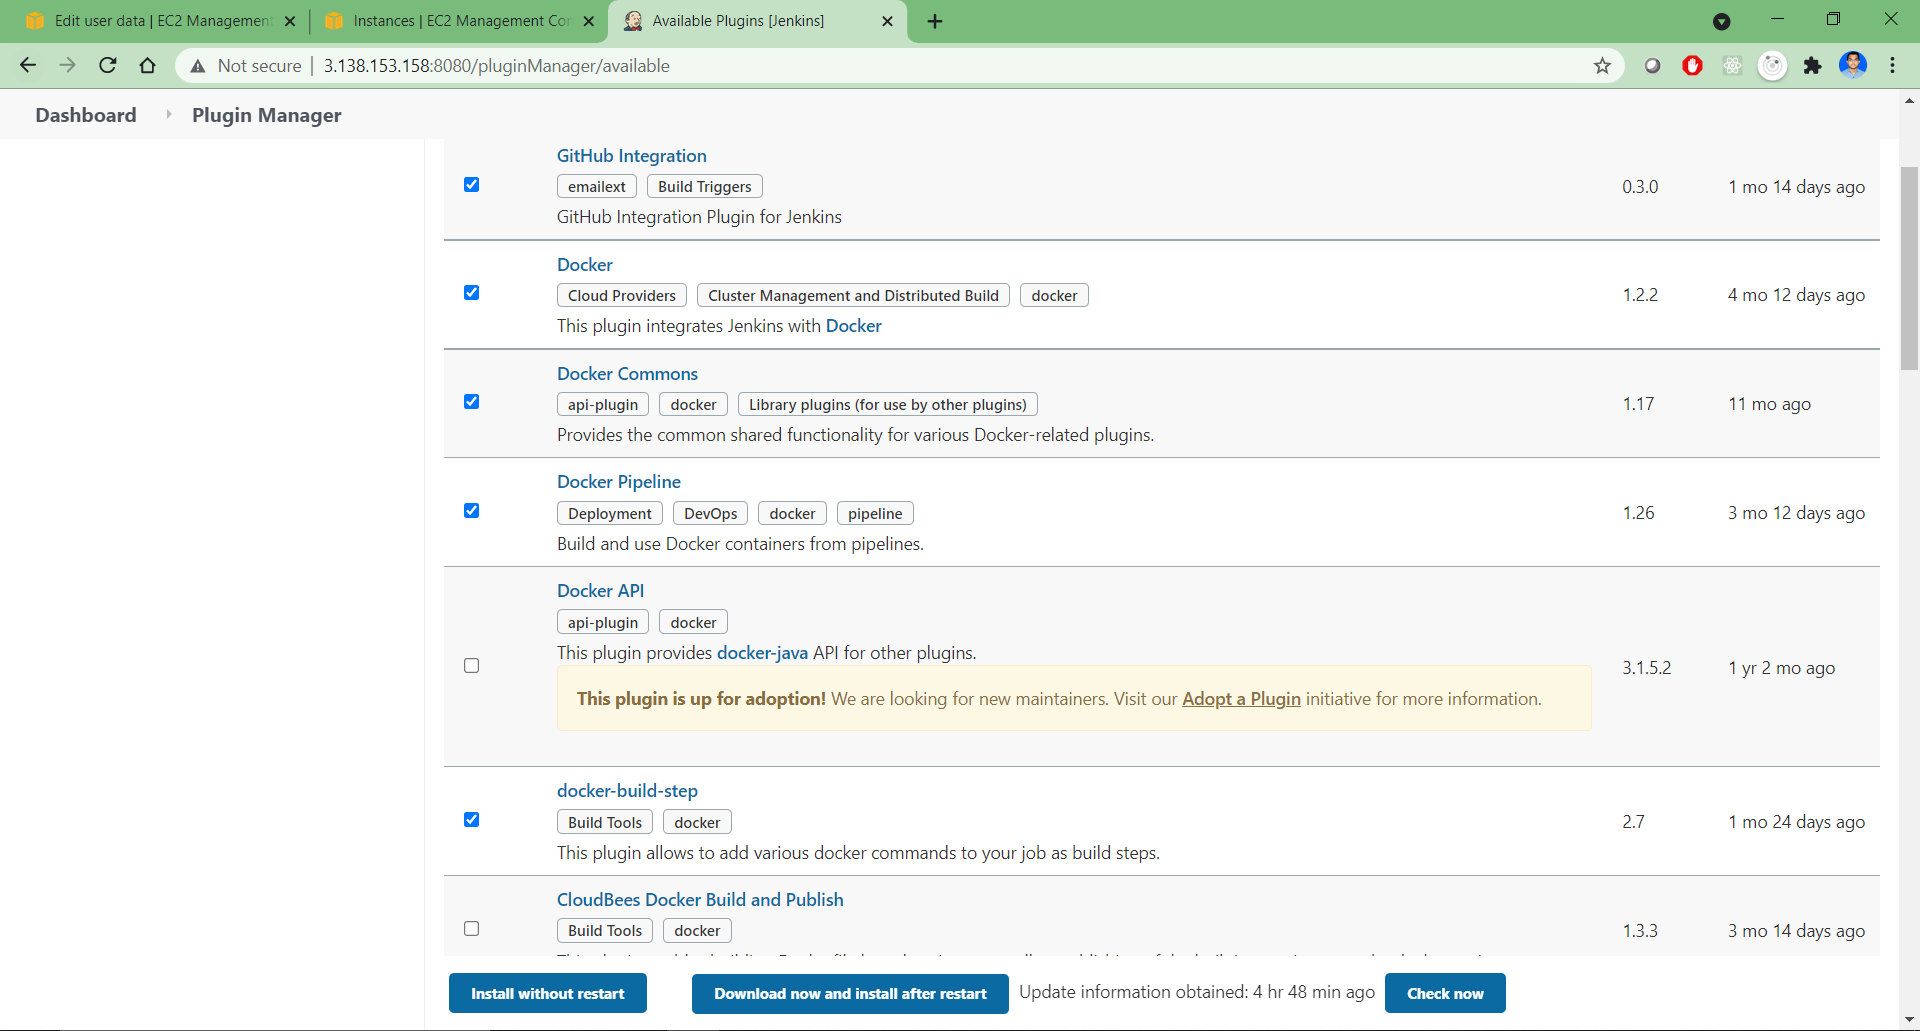 Edit user data | EC2 Management
Instances | EC2 Management Con
Available Plugins [Jenkins]
Not secure
3.138.153.158:8080/pluginManager/available
Dashboard
Plugin Manager
GitHub Integration
emailext Build Triggers
GitHub Integration Plugin for Jenkins
0.3.0
1 mo 14 days ago
Docker
Cloud Providers Cluster Management and Distributed Build docker
This plugin integrates Jenkins with Docker
1.2.2
4 mo 12 days ago
Docker Commons
api-plugin docker Library plugins (for use by other plugins)
Provides the common shared functionality for various Docker-related plugins.
1.17
11 mo ago
Docker Pipeline
Deployment DevOps docker pipeline
Build and use Docker containers from pipelines.
1.26
3 mo 12 days ago
Docker API
api-plugin docker
This plugin provides docker-java API for other plugins.
This plugin is up for adoption! We are looking for new maintainers. Visit our Adopt a Plugin initiative for more information.
3.1.5.2
1 yr 2 mo ago
docker-build-step
Build Tools docker
This plugin allows to add various docker commands to your job as build steps.
2.7
1 mo 24 days ago
CloudBees Docker Build and Publish
Build Tools docker
1.3.3
3 mo 14 days ago
Install without restart
Download now and install after restart
Update information obtained: 4 hr 48 min ago
Check now